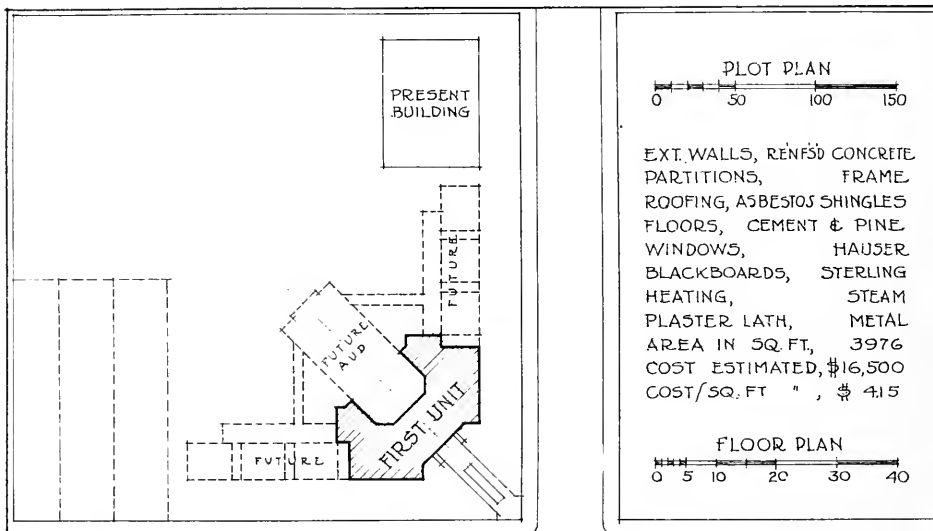 PRESENT
BUILDING
FUTURE
FUTURE
AUD
FIRST UNIT
FUTURE
PLOT PLAN
0 50 100 150
EXT. WALLS, RE'NFS'D CONCRETE
PARTITIONS, FRAME
ROOFING, ASBESTOS SHINGLES
FLOORS, CEMENT & PINE
WINDOWS, HAUSER
BLACKBOARDS, STERLING
HEATING, STEAM
PLASTER LATH, METAL
AREA IN SQ. FT., 3976
COST ESTIMATED, $16,500
COST/SQ. FT " , $ 4.15
FLOOR PLAN
0 5 10 20 30 40